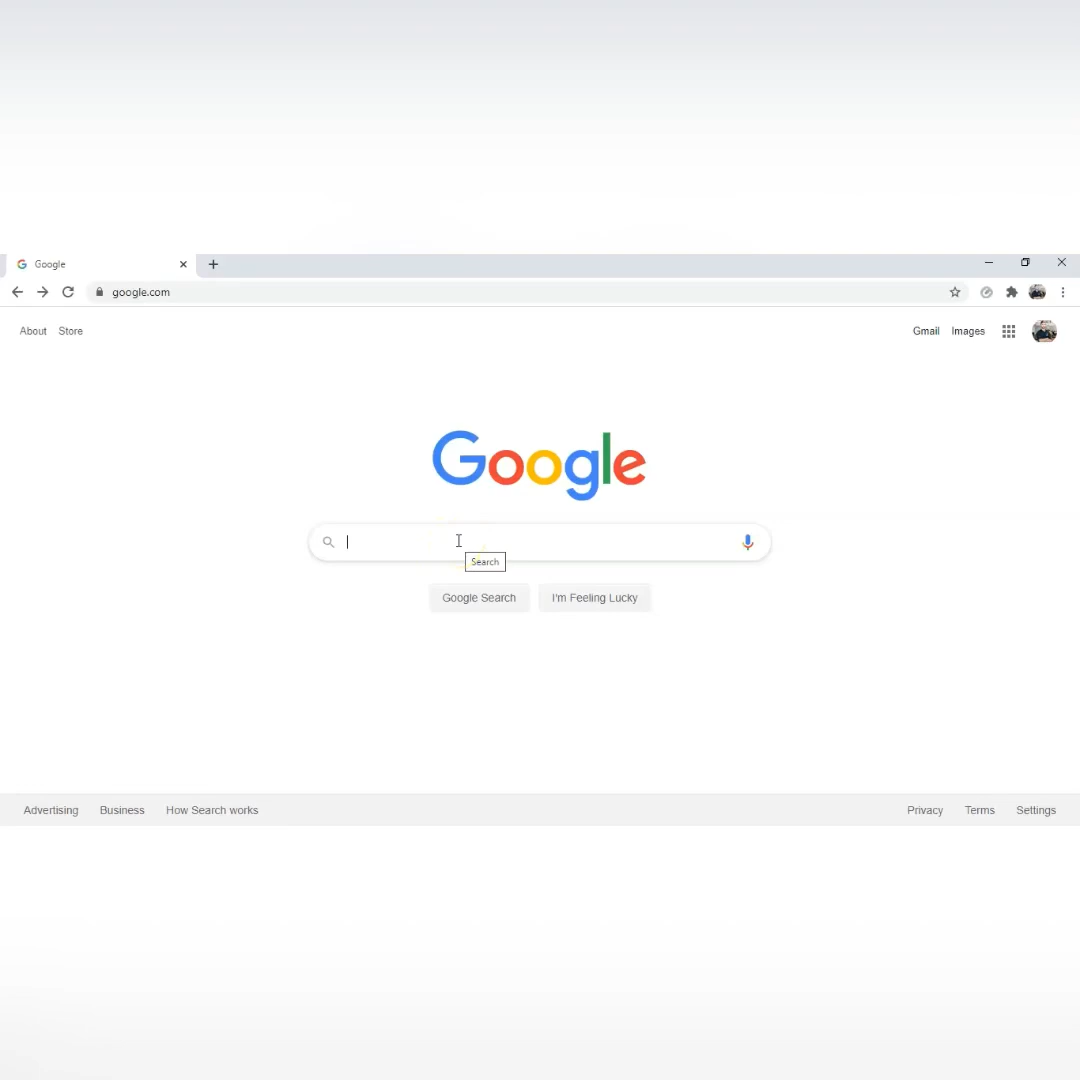 Google
google.com
About Store
Gmail Images
Google
Search
Google Search I'm Feeling Lucky
Advertising Business How Search works
Privacy Terms Settings